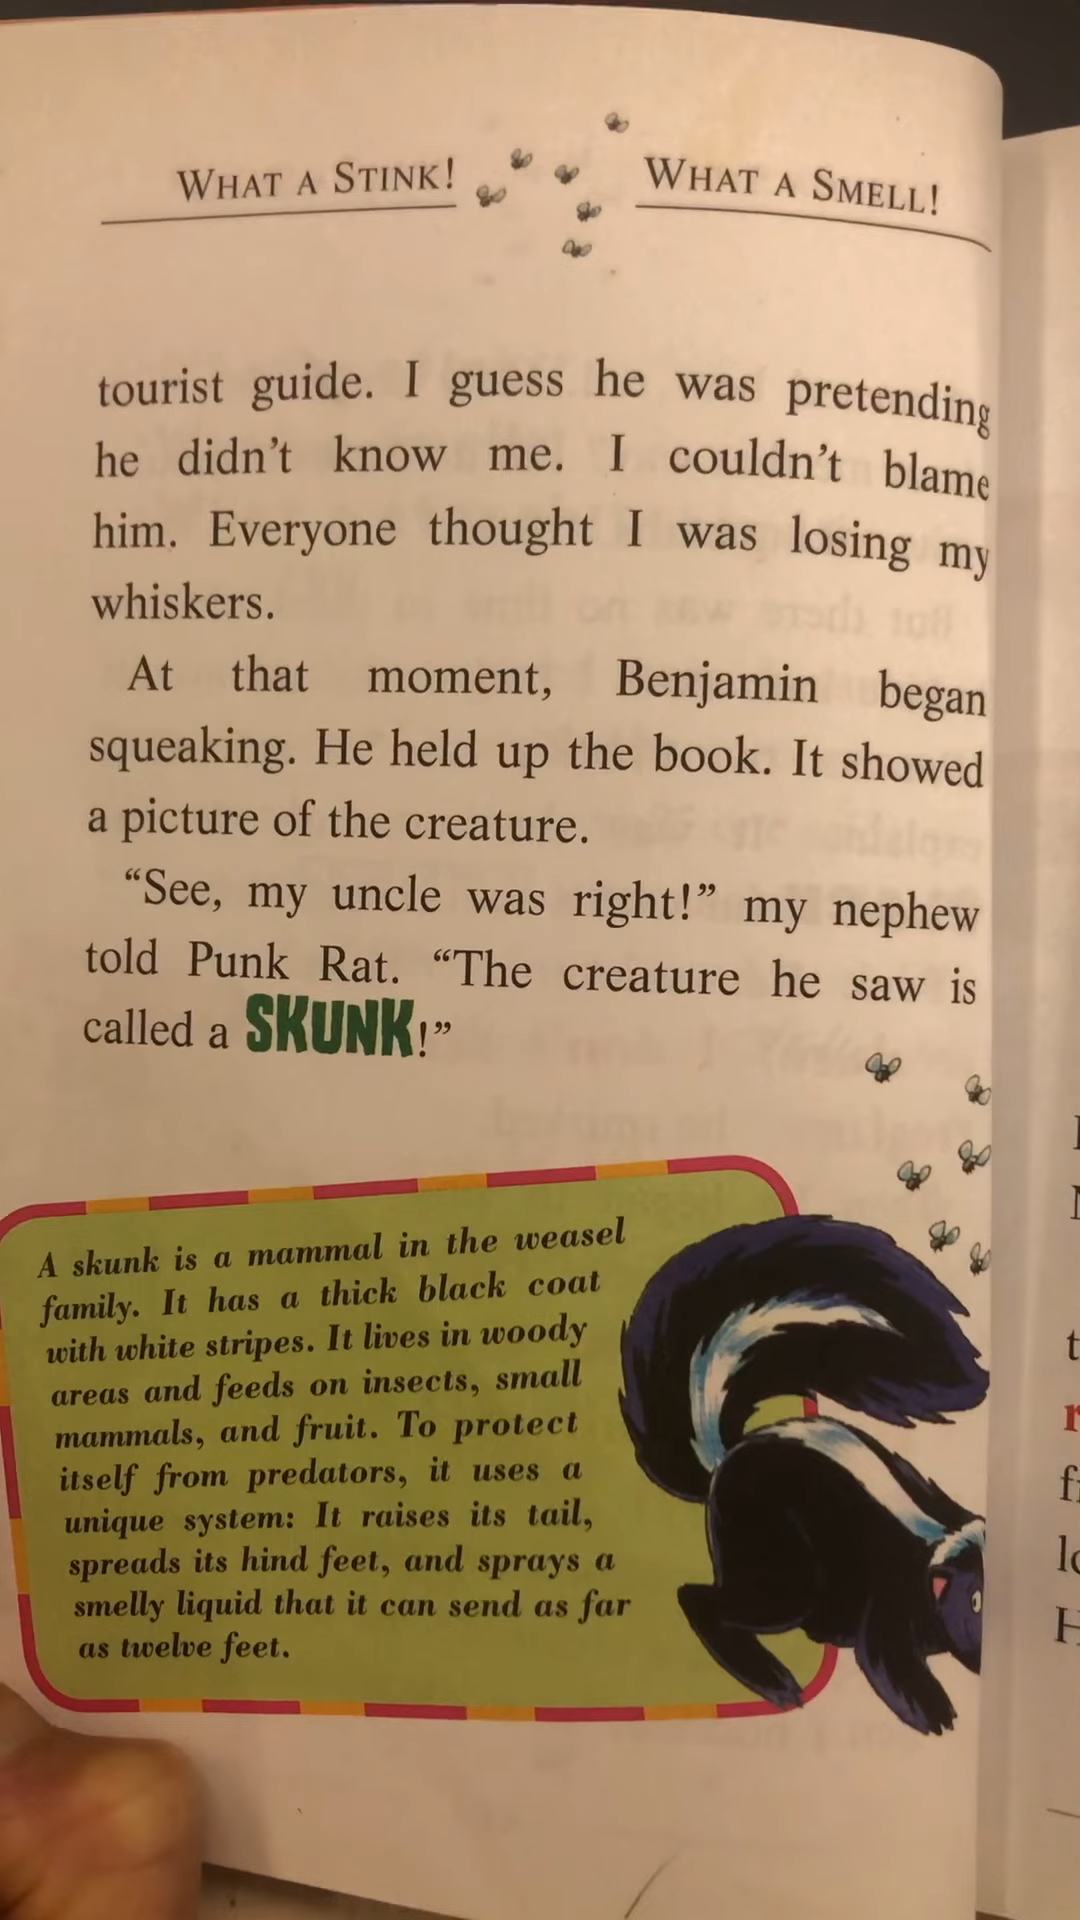 WHAT A STINK! WHAT A SMELL!
tourist guide. I guess he was pretending
he didn't know me. I couldn't blame
him. Everyone thought I was losing my
whiskers.
At that moment, Benjamin began
squeaking. He held up the book. It showed
a picture of the creature.
“See, my uncle was right!” my nephew
told Punk Rat. “The creature he saw is
called a SKUNK!”
A skunk is a mammal in the weasel
family. It has a thick black coat
with white stripes. It lives in woody
areas and feeds on insects, small
mammals, and fruit. To protect
itself from predators, it uses a
unique system: It raises its tail,
spreads its hind feet, and sprays a
smelly liquid that it can send as far
as twelve feet.